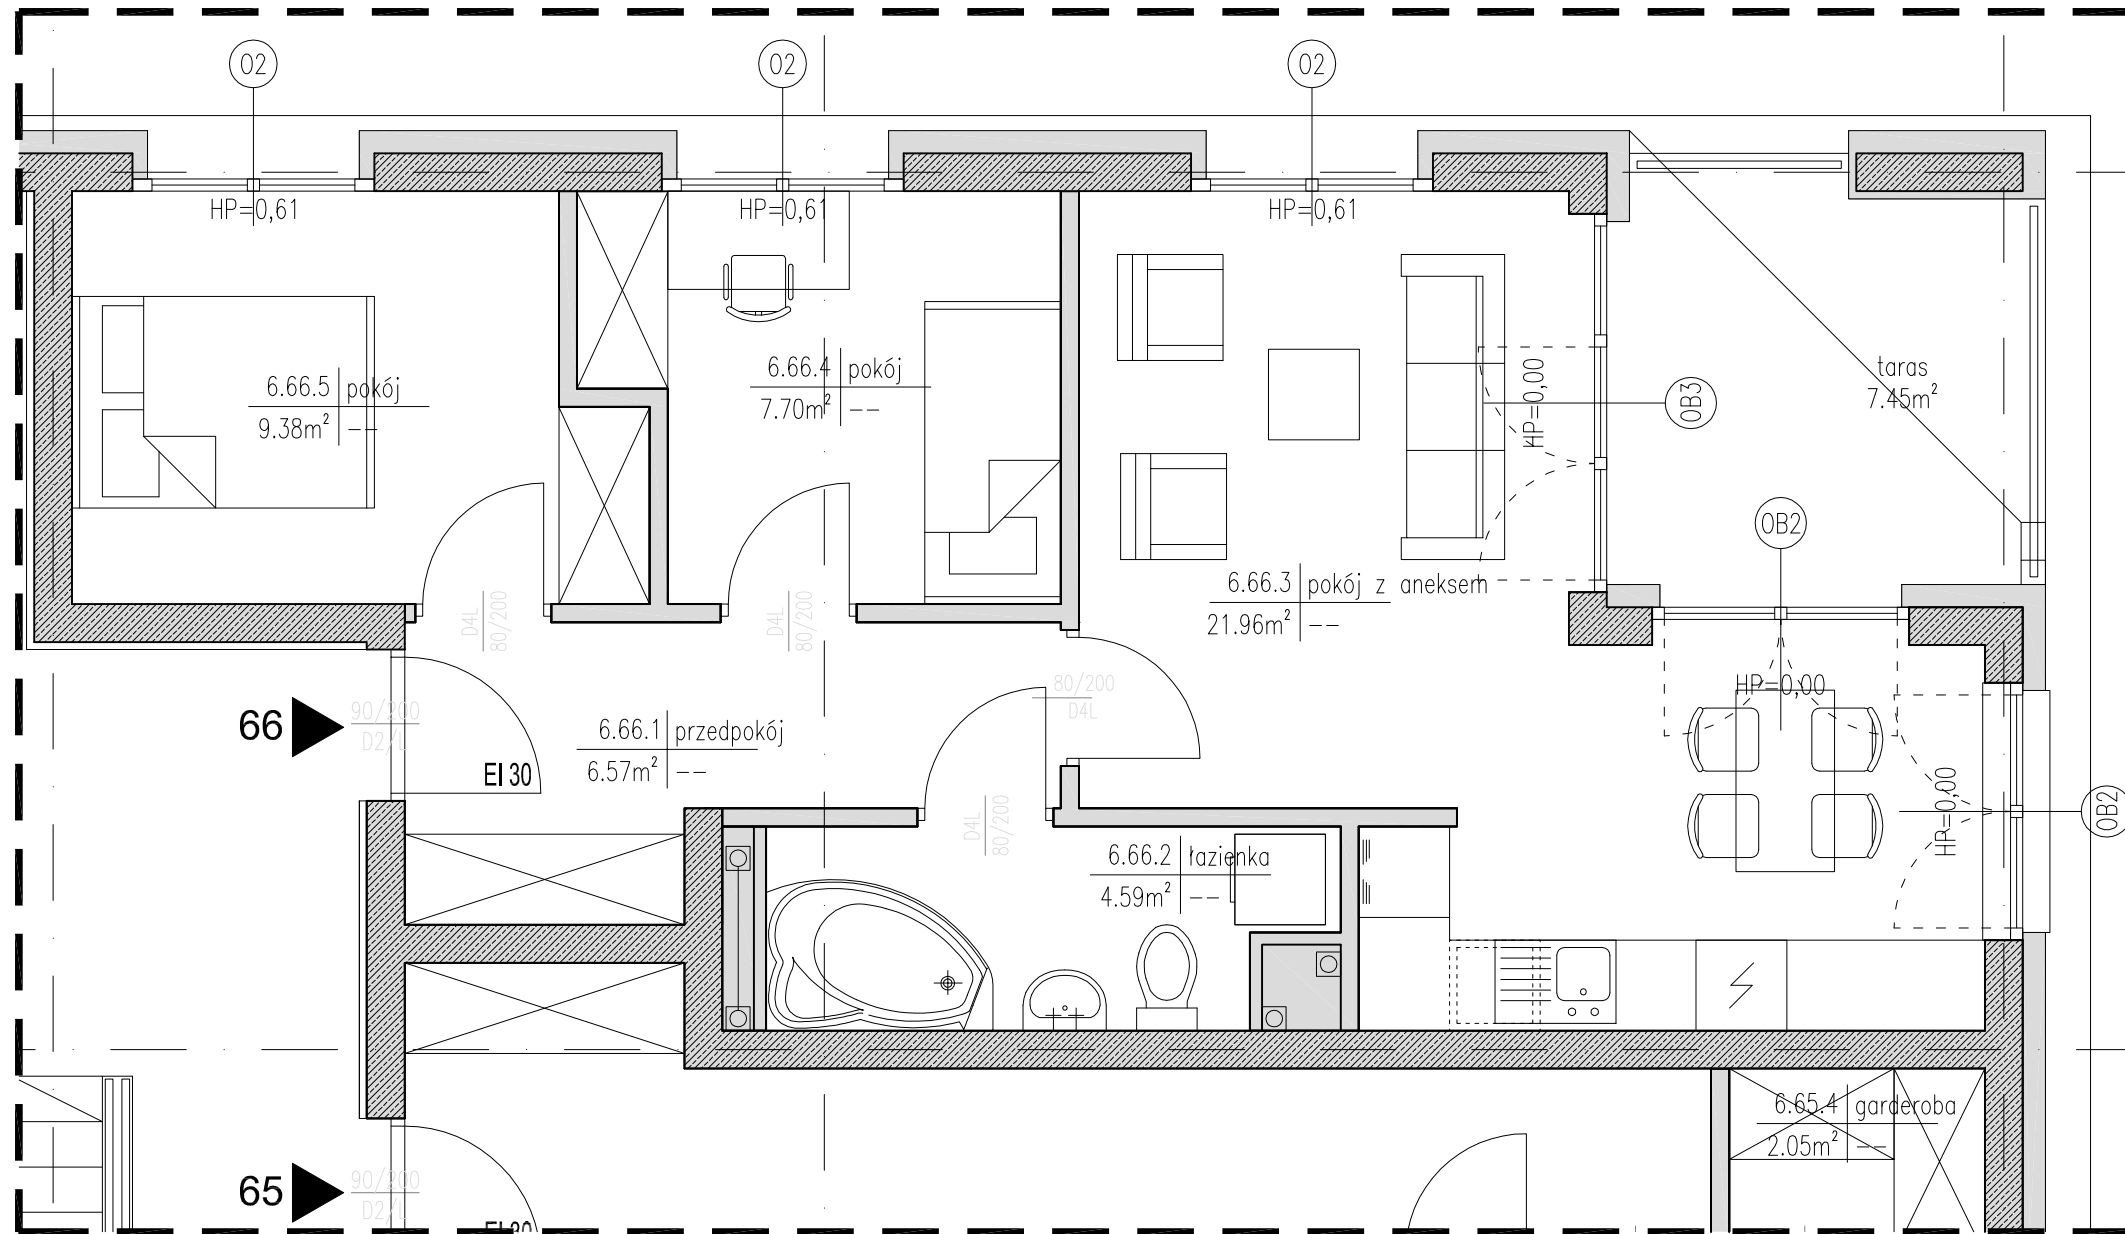 02
02
02
HP=0,61
HP=0,61
HP=0,61
6.66.5 pokój
9.38m² --
6.66.4 pokój
7.70m² --
HP=0,00
OB3
taras
7.45m²
OB2
6.66.3 pokój z aneksem
21.96m² --
D4L
80/200
D4L
80/200
HP=0,00
80/200
D4L
66
90/200
D2/L
EI 30
6.66.1 przedpokój
6.57m² --
D4L
80/200
HP=0,00
OB2
6.66.2 łazienka
4.59m² --
6.65.4 garderoba
2.05m² --
65
90/200
D2/L
EI 30